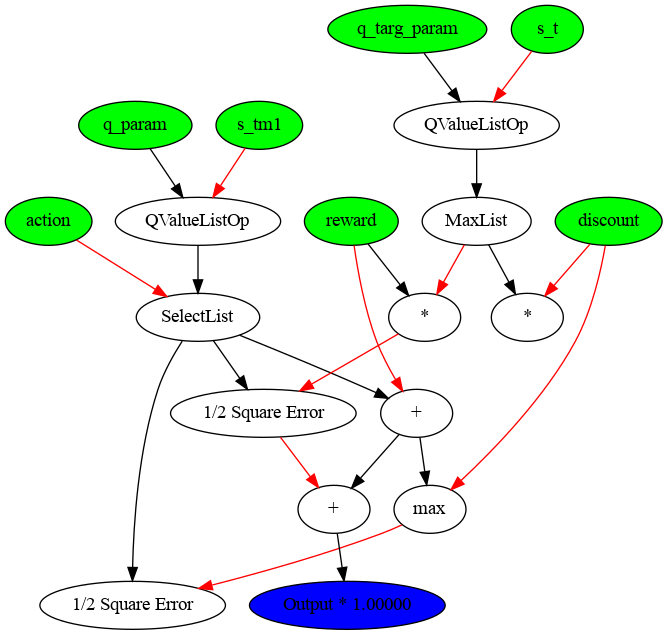 q_targ_param
s_t
q_param
s_tm1
QValueListOp
action
QValueListOp
reward
MaxList
discount
SelectList
*
*
1/2 Square Error
+
+
max
1/2 Square Error
Output * 1.00000